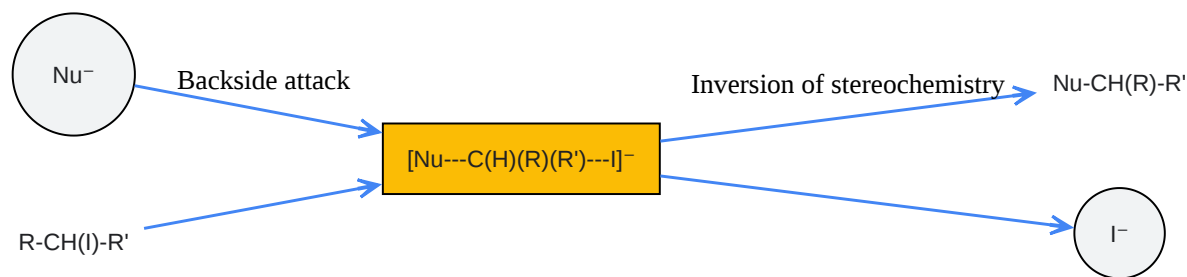 Nu⁻
Backside attack
R-CH(I)-R'
[Nu---C(H)(R)(R')---I]⁻
Inversion of stereochemistry
Nu-CH(R)-R'
I⁻